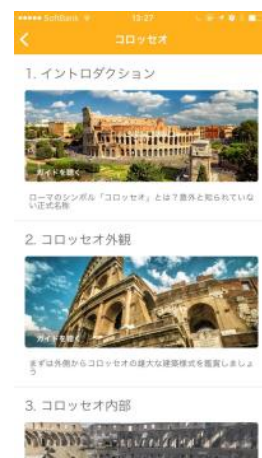 SoftBank 13:27
コロッセオ
1. イントロダクション
ガイドを聴く
ローマのシンボル「コロッセオ」とは？意外と知られていな
い正式名称
2. コロッセオ外観
ガイドを聴く
まずは外側からコロッセオの雄大な建築様式を鑑賞しましょ
う
3. コロッセオ内部